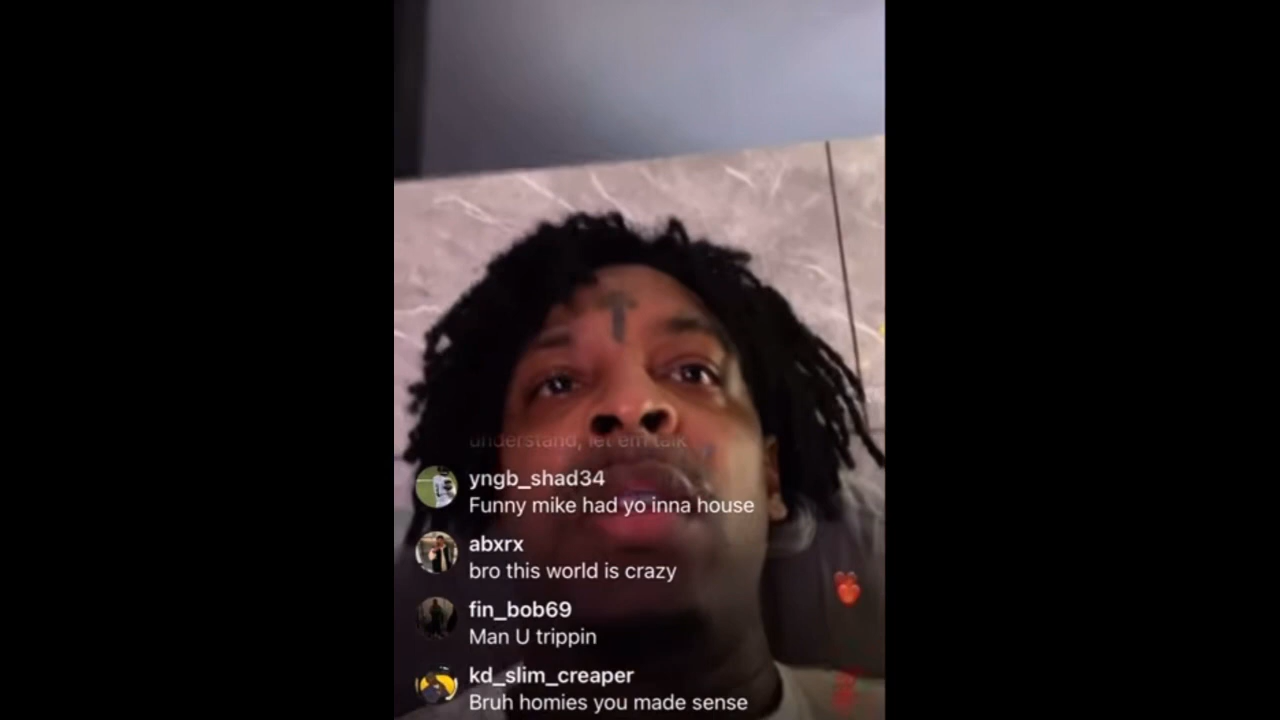 understand, let em talk
yngb_shad34
Funny mike had yo inna house
abxrx
bro this world is crazy
fin_bob69
Man U trippin
kd_slim_creaper
Bruh homies you made sense